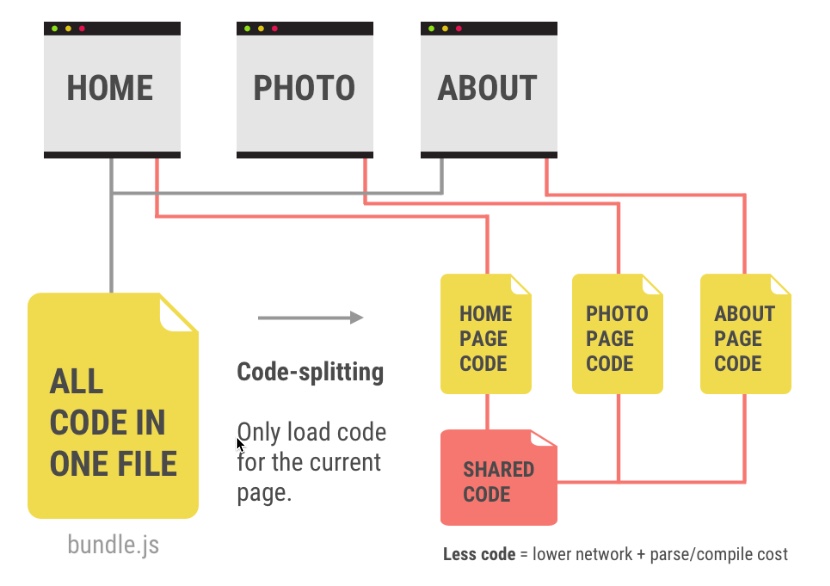 HOME
PHOTO
ABOUT
ALL
CODE IN
ONE FILE
bundle.js
Code-splitting
Only load code
for the current
page.
HOME
PAGE
CODE
PHOTO
PAGE
CODE
ABOUT
PAGE
CODE
SHARED
CODE
Less code = lower network + parse/compile cost